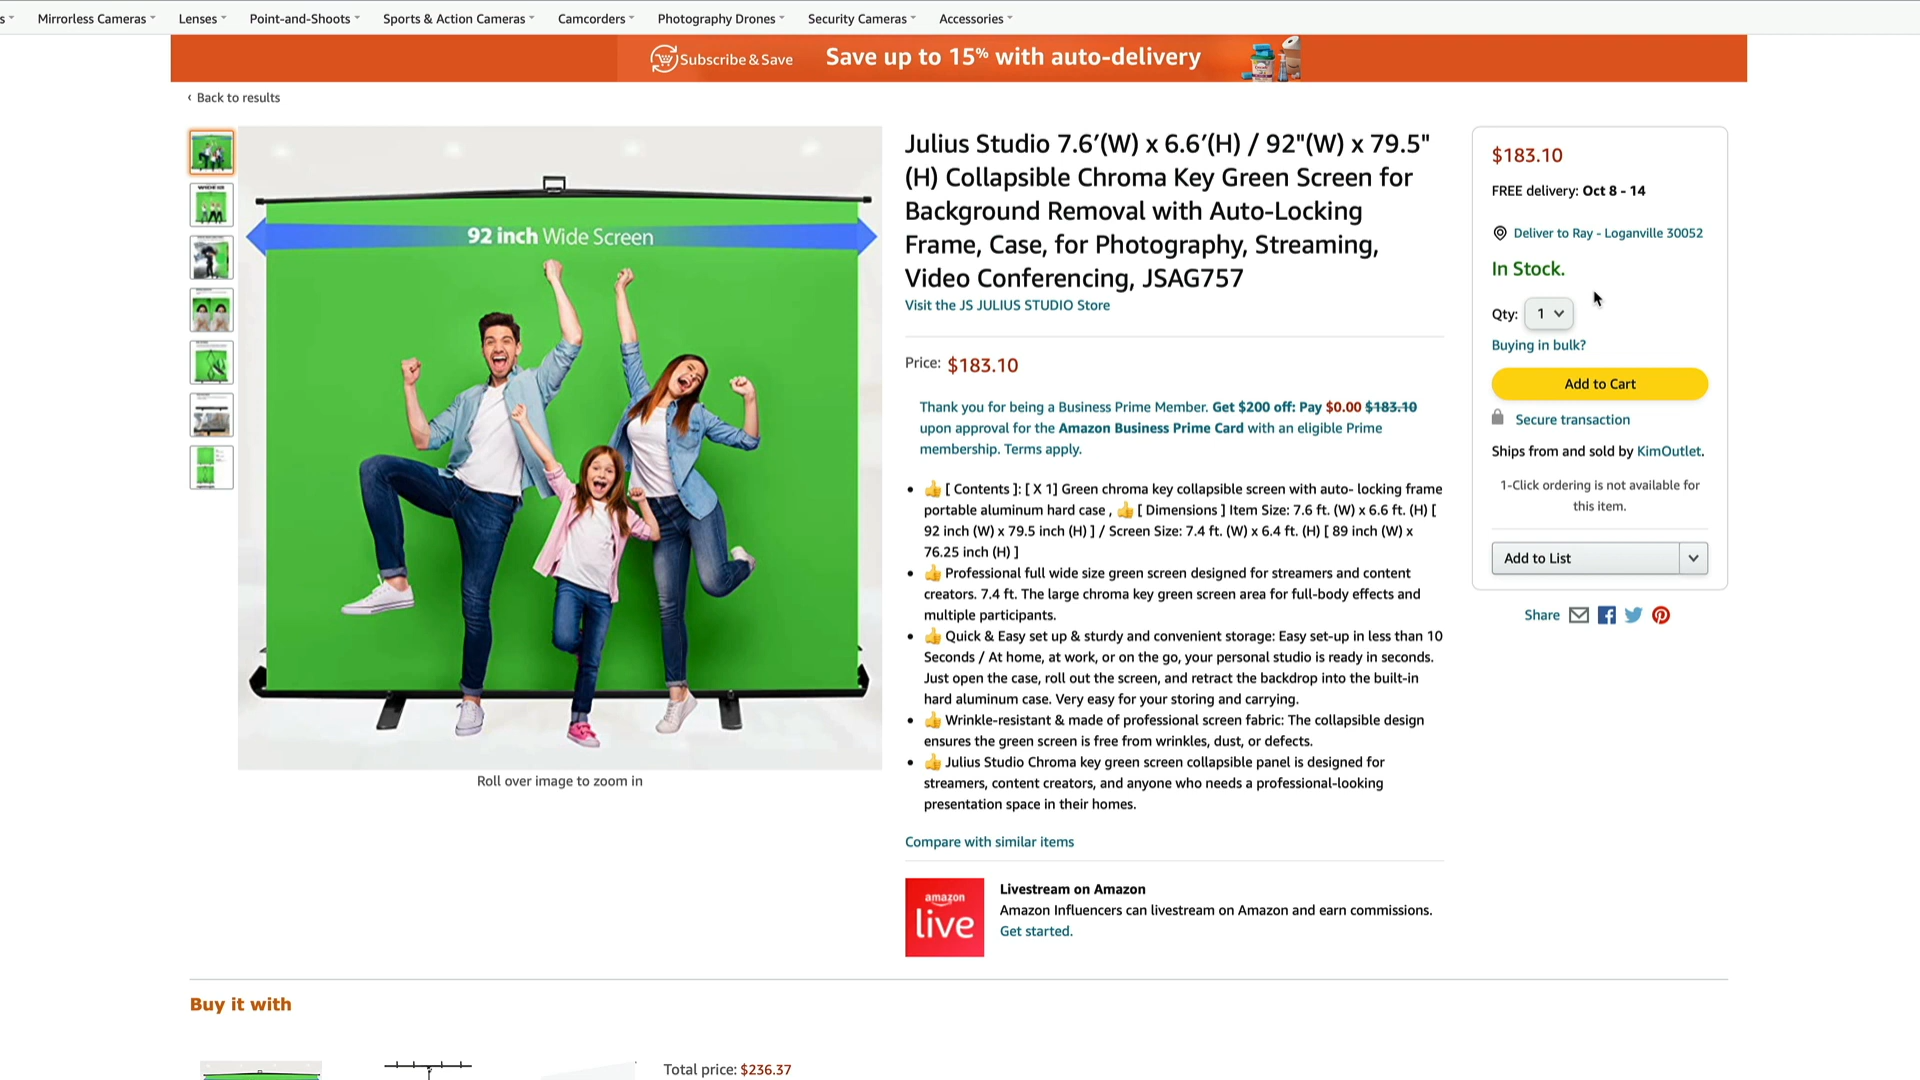 s
Mirrorless Cameras
Lenses
Point-and-Shoots
Sports & Action Cameras
Camcorders
Photography Drones
Security Cameras
Accessories
Subscribe & Save
Save up to 15% with auto-delivery
‹ Back to results
92 inch Wide Screen
Roll over image to zoom in
Julius Studio 7.6′(W) x 6.6′(H) / 92"(W) x 79.5"
(H) Collapsible Chroma Key Green Screen for
Background Removal with Auto-Locking
Frame, Case, for Photography, Streaming,
Video Conferencing, JSAG757
Visit the JS JULIUS STUDIO Store
Price: $183.10
Thank you for being a Business Prime Member. Get $200 off: Pay $0.00 $183.10
upon approval for the Amazon Business Prime Card with an eligible Prime
membership. Terms apply.
• 👍 [ Contents ]: [ X 1] Green chroma key collapsible screen with auto- locking frame
portable aluminum hard case , 👍 [ Dimensions ] Item Size: 7.6 ft. (W) x 6.6 ft. (H) [
92 inch (W) x 79.5 inch (H) ] / Screen Size: 7.4 ft. (W) x 6.4 ft. (H) [ 89 inch (W) x
76.25 inch (H) ]
• 👍 Professional full wide size green screen designed for streamers and content
creators. 7.4 ft. The large chroma key green screen area for full-body effects and
multiple participants.
• 👍 Quick & Easy set up & sturdy and convenient storage: Easy set-up in less than 10
Seconds / At home, at work, or on the go, your personal studio is ready in seconds.
Just open the case, roll out the screen, and retract the backdrop into the built-in
hard aluminum case. Very easy for your storing and carrying.
• 👍 Wrinkle-resistant & made of professional screen fabric: The collapsible design
ensures the green screen is free from wrinkles, dust, or defects.
• 👍 Julius Studio Chroma key green screen collapsible panel is designed for
streamers, content creators, and anyone who needs a professional-looking
presentation space in their homes.
Compare with similar items
amazon
live
Livestream on Amazon
Amazon Influencers can livestream on Amazon and earn commissions.
Get started.
$183.10
FREE delivery: Oct 8 - 14
Deliver to Ray - Loganville 30052
In Stock.
Qty: 1
Buying in bulk?
Add to Cart
Secure transaction
Ships from and sold by KimOutlet.
1-Click ordering is not available for
this item.
Add to List
Share
Buy it with
Total price: $236.37